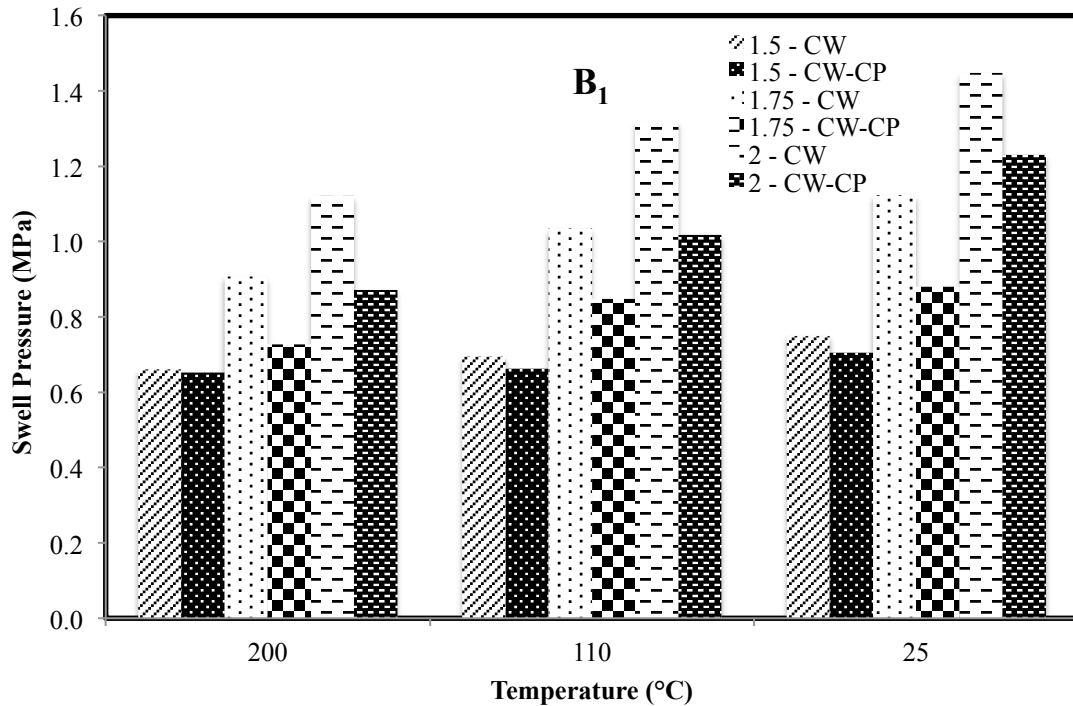 1.6
1.4
1.2
1.0
0.8
0.6
0.4
0.2
0.0
Swell Pressure (MPa)
B1
1.5 - CW
1.5 - CW-CP
1.75 - CW
1.75 - CW-CP
2 - CW
2 - CW-CP
200 110 25
Temperature (°C)